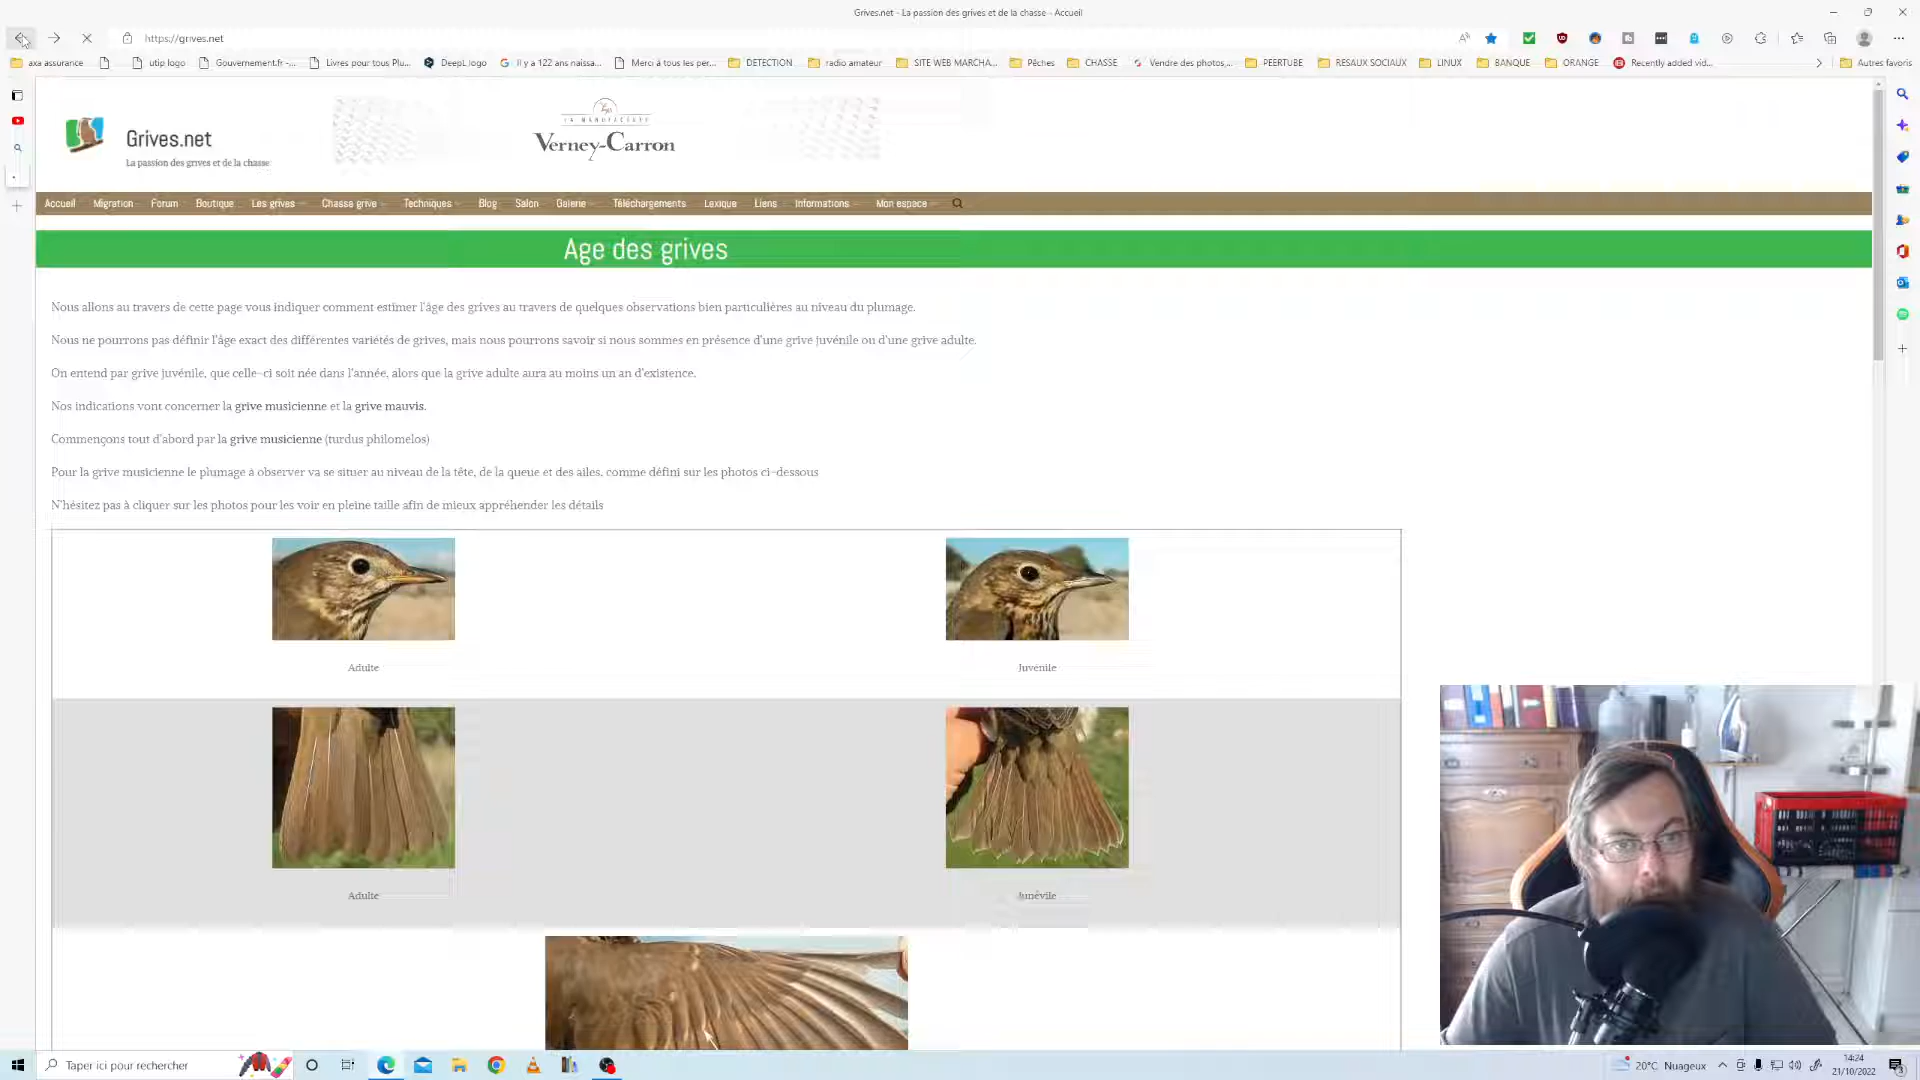 Grives.net - La passion des grives et de la chasse - Accueil
https://grives.net
axa assurance
utip logo
Gouvernement.fr -...
Livres pour tous Plu...
DeepL logo
Il y a 122 ans naissa...
Merci à tous les per...
DETECTION
radio amateur
SITE WEB MARCHA...
Pêches
CHASSE
Vendre des photos,...
PEERTUBE
RESAUX SOCIAUX
LINUX
BANQUE
ORANGE
Recently added vid...
Autres favoris
Grives.net
La passion des grives et de la chasse
LA MANUFACTURE
Verney-Carron
Accueil
Migration
Forum
Boutique
Les grives
Chasse grive
Techniques
Blog
Salon
Galerie
Téléchargements
Lexique
Liens
Informations
Mon espace
Age des grives
Nous allons au travers de cette page vous indiquer comment estimer l'âge des grives au travers de quelques observations bien particulières au niveau du plumage.
Nous ne pourrons pas définir l'âge exact des différentes variétés de grives, mais nous pourrons savoir si nous sommes en présence d'une grive juvénile ou d'une grive adulte.
On entend par grive juvénile, que celle-ci soit née dans l'année, alors que la grive adulte aura au moins un an d'existence.
Nos indications vont concerner la grive musicienne et la grive mauvis.
Commençons tout d'abord par la grive musicienne (turdus philomelos)
Pour la grive musicienne le plumage à observer va se situer au niveau de la tête, de la queue et des ailes, comme défini sur les photos ci-dessous
N'hésitez pas à cliquer sur les photos pour les voir en pleine taille afin de mieux appréhender les détails
Adulte
Juvénile
Adulte
Junévile
Taper ici pour rechercher
20°C Nuageux
14:24
21/10/2022